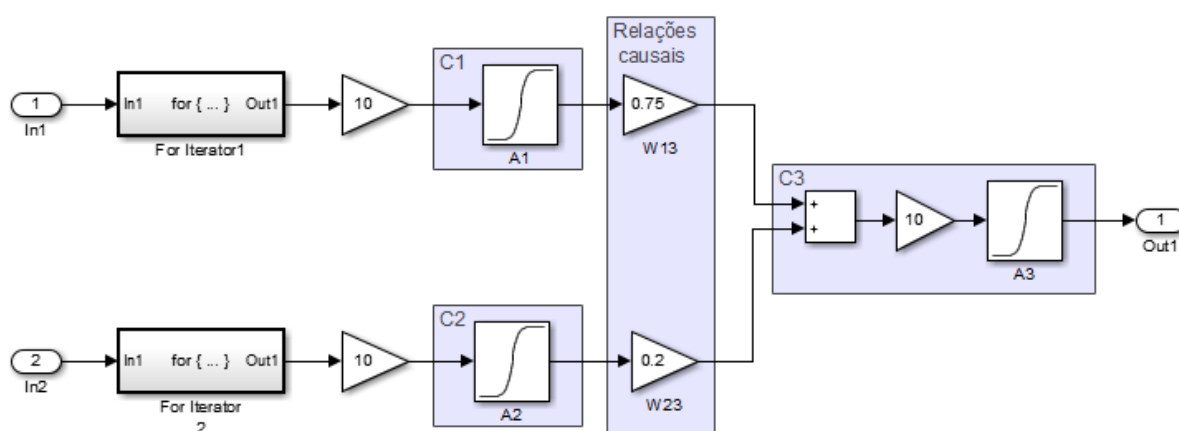 Relações
causais
C1
1
In1
In1 for { ... } Out1
For Iterator1
10
A1
0.75
W13
C3
+
+
10
A3
1
Out1
C2
2
In2
In1 for { ... } Out1
For Iterator
2
10
A2
0.2
W23